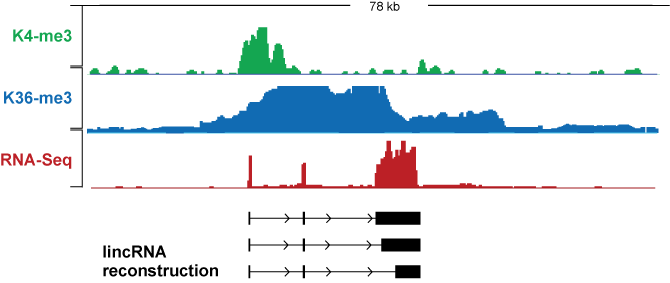 78 kb
K4-me3
K36-me3
RNA-Seq
lincRNA
reconstruction